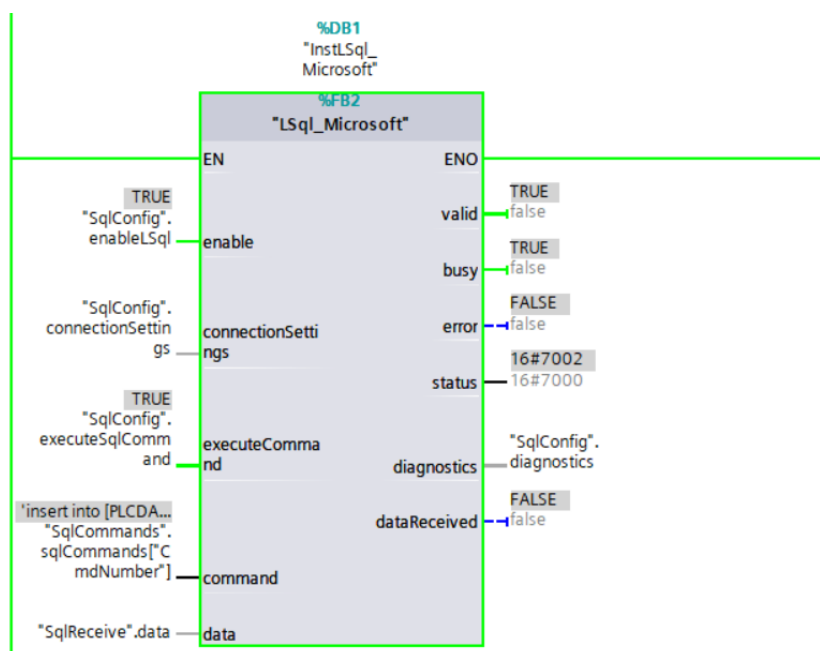 %DB1
"InstLSql_
Microsoft"
%FB2
"LSql_Microsoft"
EN
ENO
TRUE
"SqlConfig".
enableLSql
enable
valid
TRUE
false
busy
TRUE
false
"SqlConfig".
connectionSettin
gs
connectionSetti
ngs
error
FALSE
false
status
16#7002
16#7000
TRUE
"SqlConfig".
executeSqlComm
and
executeComma
nd
diagnostics
"SqlConfig".
diagnostics
dataReceived
FALSE
false
'insert into [PLCDA...
"SqlCommands".
sqlCommands["C
mdNumber"]
command
"SqlReceive".data
data